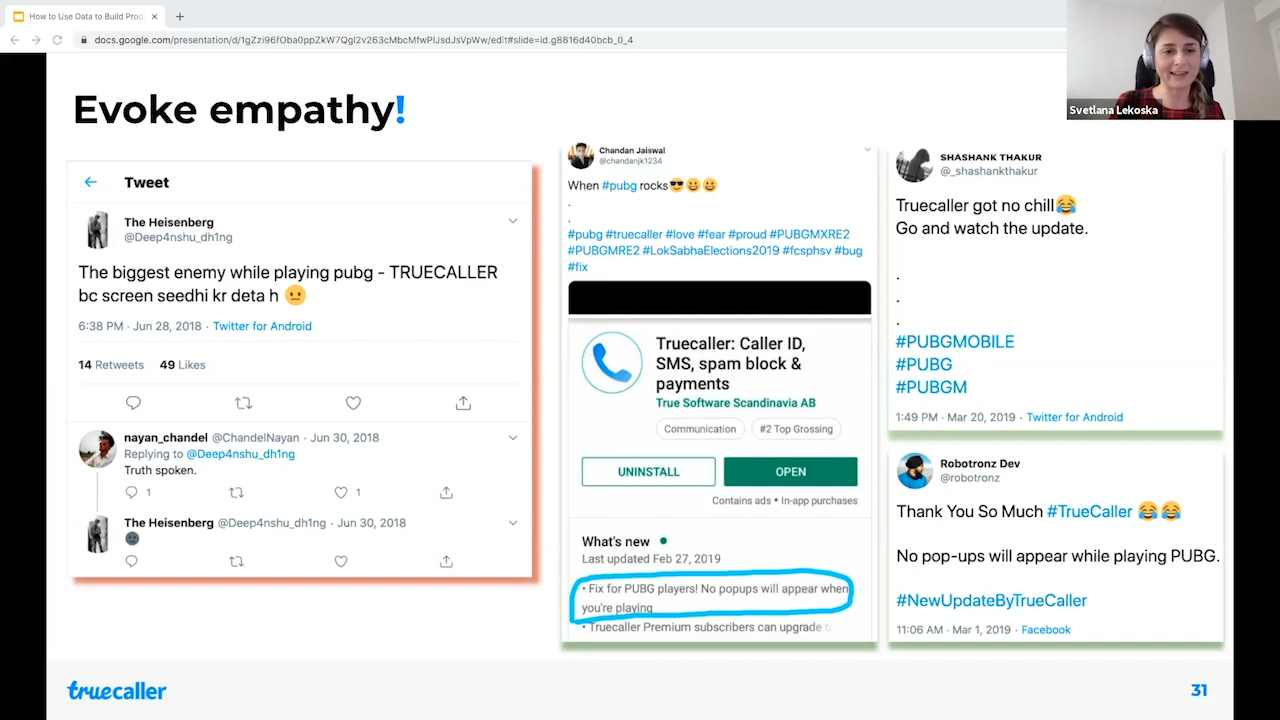 How to Use Data to Build Prod
docs.google.com/presentation/d/1gZzi96fOba0ppZkW7QgI2v263cMbcMfwPlJsdJsVpWw/edit#slide=id.g8816d40bcb_0_4
Svetlana Lekoska
Evoke empathy!
Tweet
The Heisenberg
@Deep4nshu_dh1ng
The biggest enemy while playing pubg - TRUECALLER
bc screen seedhi kr deta h 😐
6:38 PM · Jun 28, 2018 · Twitter for Android
14 Retweets 49 Likes
nayan_chandel @ChandelNayan · Jun 30, 2018
Replying to @Deep4nshu_dh1ng
Truth spoken.
1 1
The Heisenberg @Deep4nshu_dh1ng · Jun 30, 2018
Chandan Jaiswal
@chandanjk1234
When #pubg rocks😎😀😀
.
.
#pubg #truecaller #love #fear #proud #PUBGMXRE2
#PUBGMRE2 #LokSabhaElections2019 #fcsphsv #bug
#fix
Truecaller: Caller ID,
SMS, spam block &
payments
True Software Scandinavia AB
Communication #2 Top Grossing
UNINSTALL OPEN
Contains ads • In-app purchases
What's new
Last updated Feb 27, 2019
• Fix for PUBG players! No popups will appear when
you're playing
• Truecaller Premium subscribers can upgrade to
SHASHANK THAKUR
@_shashankthakur
Truecaller got no chill😂
Go and watch the update.
.
.
.
#PUBGMOBILE
#PUBG
#PUBGM
1:49 PM · Mar 20, 2019 · Twitter for Android
Robotronz Dev
@robotronz
Thank You So Much #TrueCaller 😂😂
No pop-ups will appear while playing PUBG.
#NewUpdateByTrueCaller
11:06 AM · Mar 1, 2019 · Facebook
truecaller
31